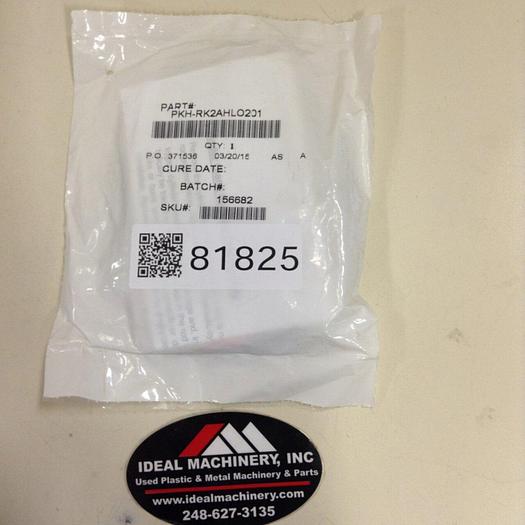 PART#:
PKH-RK2AHLO201
QTY: 1
P.O. 371536 03/20/15 AS A
CURE DATE:
BATCH#:
156682
SKU#:
81825
IDEAL MACHINERY, INC
Used Plastic & Metal Machinery & Parts
www.idealmachinery.com
248-627-3135